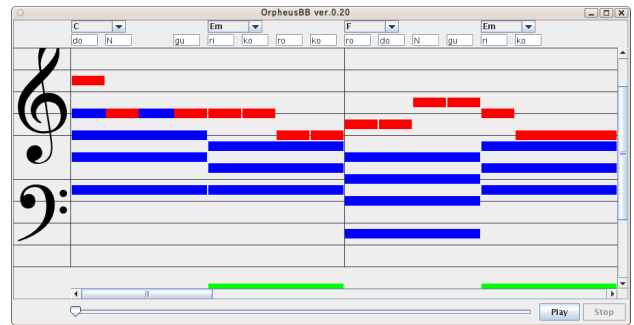 OrpheusBB ver.0.20
C Em F Em
do N gu ri ko ro ko ro do N gu ri ko
Play Stop